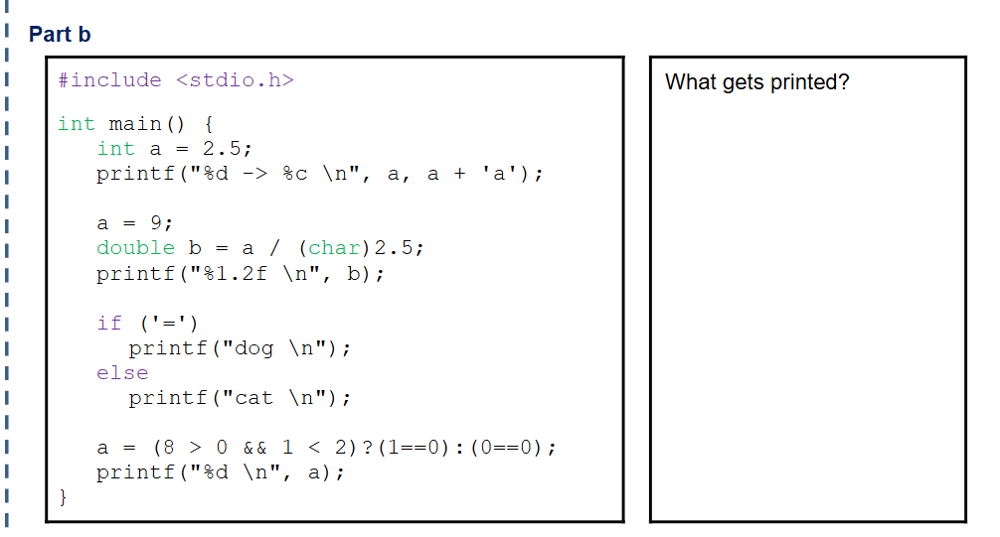 Part b
#include <stdio.h>
int main() {
int a = 2.5;
printf("%d -> %c \n", a, a + 'a');
a = 9;
double b = a / (char)2.5;
printf("%1.2f \n", b);
if ('=')
printf("dog \n");
else
printf("cat \n");
a = (8 > 0 && 1 < 2)?(1==0):(0==0);
printf("%d \n", a);
}
What gets printed?